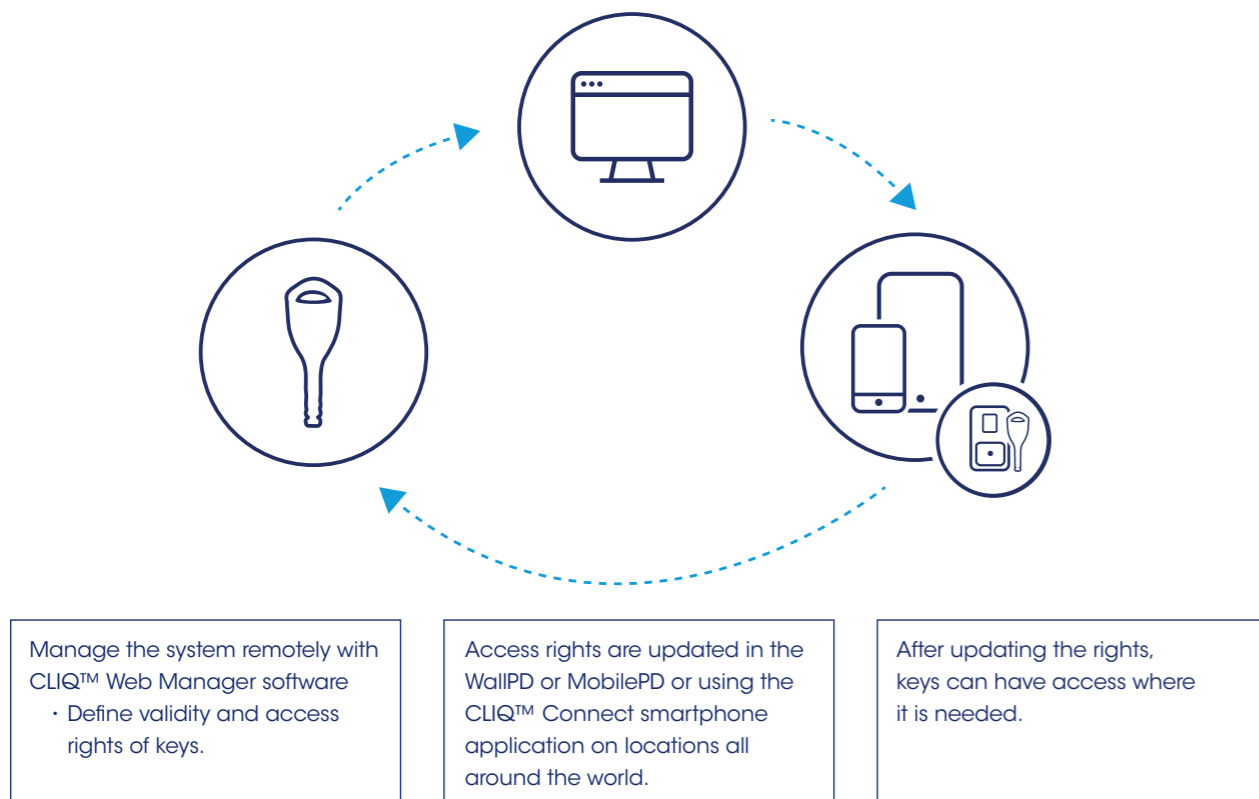 Manage the system remotely with
CLIQ™ Web Manager software
· Define validity and access
rights of keys.
Access rights are updated in the
WallPD or MobilePD or using the
CLIQ™ Connect smartphone
application on locations all
around the world.
After updating the rights,
keys can have access where
it is needed.